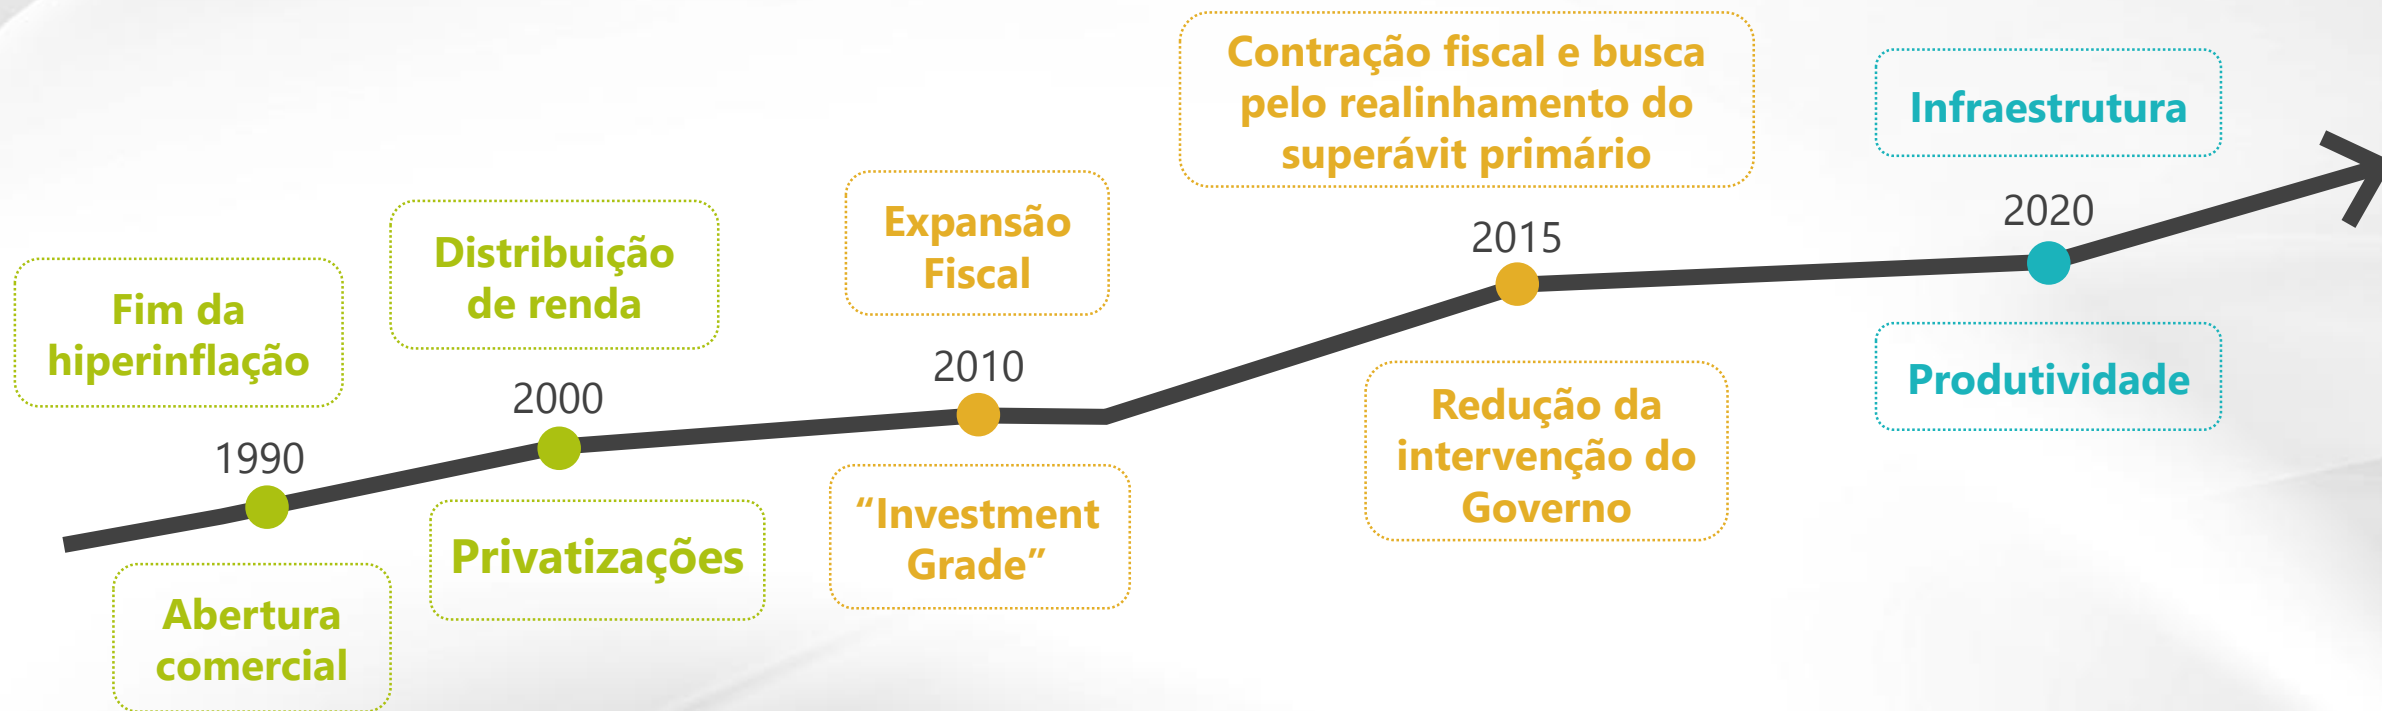 Fim da
hiperinflação
1990
Abertura
comercial
Distribuição
de renda
2000
Privatizações
Expansão
Fiscal
2010
“Investment
Grade”
Contração fiscal e busca
pelo realinhamento do
superávit primário
2015
Redução da
intervenção do
Governo
Infraestrutura
2020
Produtividade